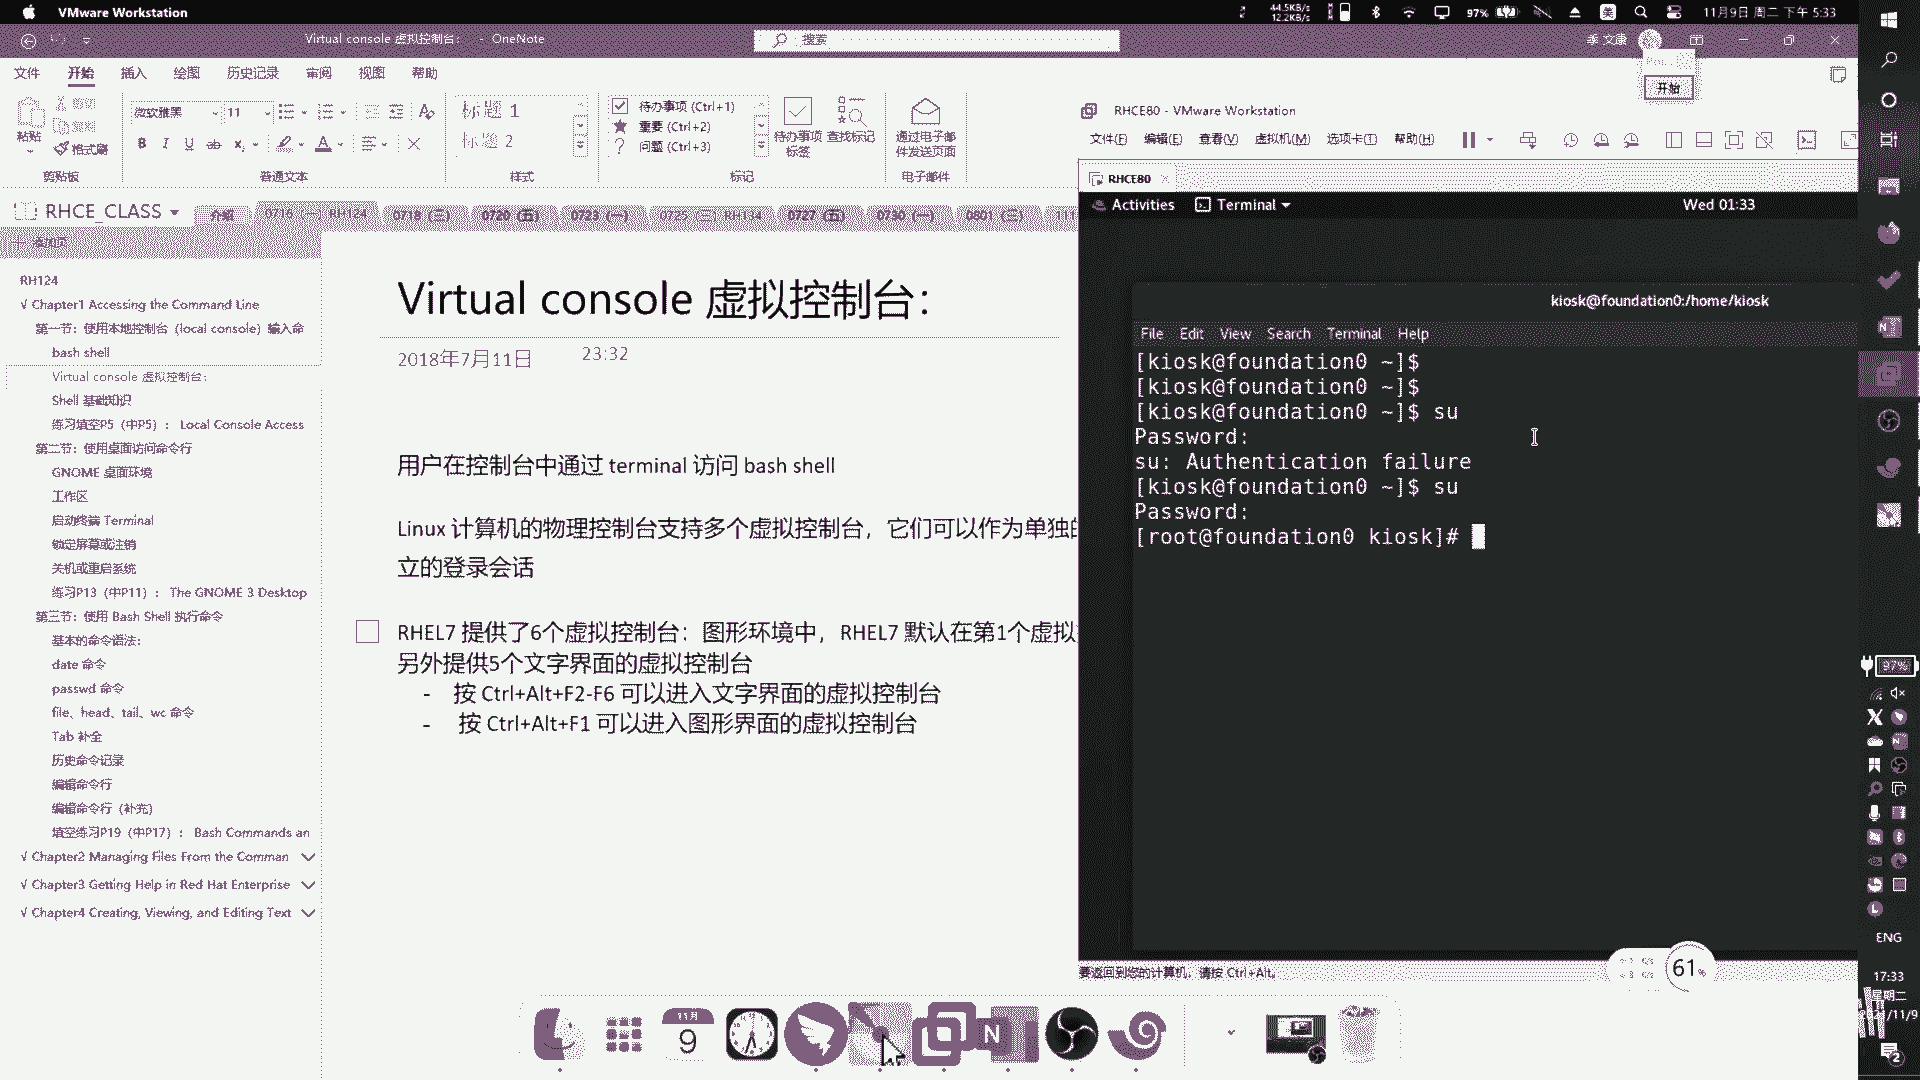 VMware Workstation
44.5KB/s
12.2KB/s
97%
美
11月9日 周二 下午 5:33
Virtual console 虚拟控制台: - OneNote
搜索
季 文康
文件 开始 插入 绘图 历史记录 审阅 视图 帮助
开始
粘贴
格式刷
剪贴板
微软雅黑 11
B I U ab
普通文本
标题 1
标题 2
样式
待办事项 (Ctrl+1)
重要 (Ctrl+2)
问题 (Ctrl+3)
待办事项标签
查找标记
标记
通过电子邮件发送页面
电子邮件
RHCE80 - VMware Workstation
文件(F) 编辑(E) 查看(V) 虚拟机(M) 选项卡(T) 帮助(H)
RHCE80
Activities Terminal Wed 01:33
RHCE_CLASS
介绍 0716 (一) RH124 0718 (三) 0720 (五) 0723 (一) 0725 (三) RH134 0727 (五) 0730 (一) 0801 (三)
添加页
RH124
√ Chapter1 Accessing the Command Line
第一节：使用本地控制台（local console）输入命
bash shell
Virtual console 虚拟控制台:
Shell 基础知识
练习填空P5（中P5）： Local Console Access
第二节：使用桌面访问命令行
GNOME 桌面环境
工作区
启动终端 Terminal
锁定屏幕或注销
关机或重启系统
练习P13（中P11）： The GNOME 3 Desktop
第三节：使用 Bash Shell 执行命令
基本的命令语法:
date 命令
passwd 命令
file、head、tail、wc 命令
Tab 补全
历史命令记录
编辑命令行
编辑命令行（补充）
填空练习P19（中P17）： Bash Commands an
√ Chapter2 Managing Files From the Comman
√ Chapter3 Getting Help in Red Hat Enterprise
√ Chapter4 Creating, Viewing, and Editing Text
Virtual console 虚拟控制台：
2018年7月11日 23:32
用户在控制台中通过 terminal 访问 bash shell
Linux 计算机的物理控制台支持多个虚拟控制台，它们可以作为单独的
立的登录会话
RHEL7 提供了6个虚拟控制台：图形环境中，RHEL7 默认在第1个虚拟
另外提供5个文字界面的虚拟控制台
- 按 Ctrl+Alt+F2-F6 可以进入文字界面的虚拟控制台
- 按 Ctrl+Alt+F1 可以进入图形界面的虚拟控制台
kiosk@foundation0:/home/kiosk
File Edit View Search Terminal Help
[kiosk@foundation0 ~]$
[kiosk@foundation0 ~]$
[kiosk@foundation0 ~]$ su
Password:
su: Authentication failure
[kiosk@foundation0 ~]$ su
Password:
[root@foundation0 kiosk]#
要返回到您的计算机，请按 Ctrl+Alt。
61%
11月
9
N
97%
ENG
17:33
星期二
2021/11/9
2